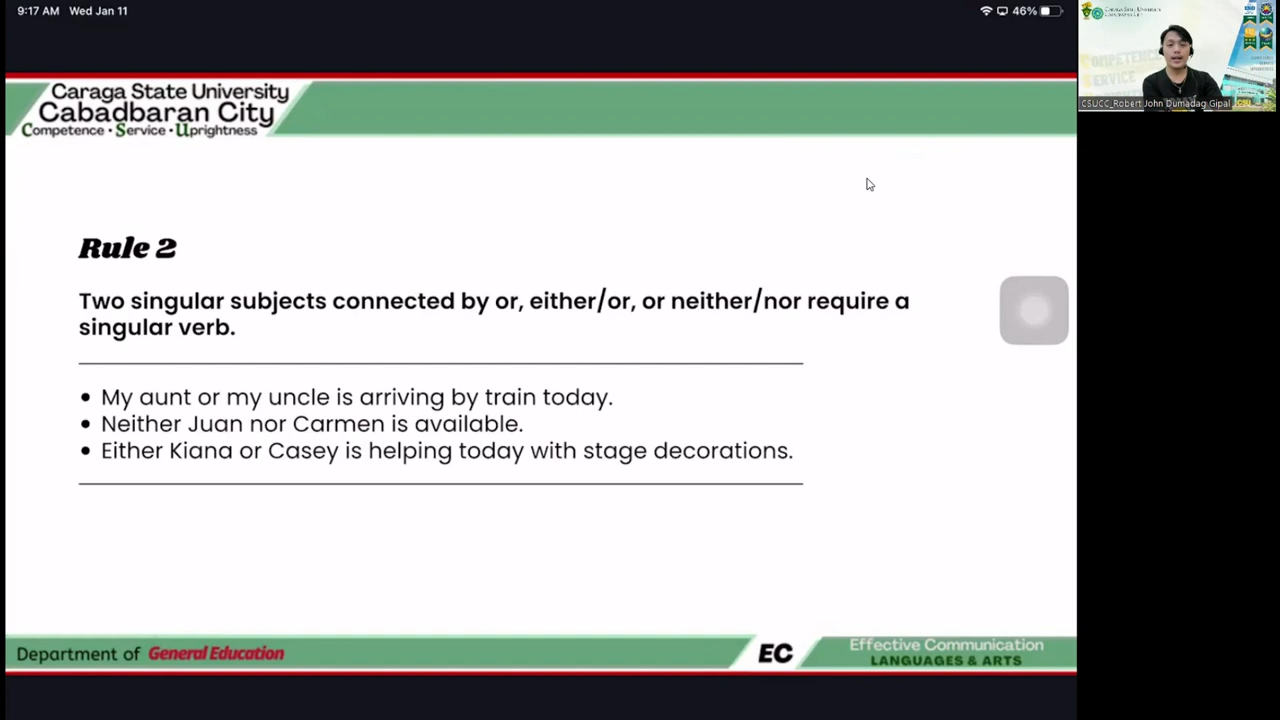 9:17 AM Wed Jan 11
46%
Caraga State University
Cabadbaran City
Competence • Service • Uprightness
Rule 2
Two singular subjects connected by or, either/or, or neither/nor require a
singular verb.
• My aunt or my uncle is arriving by train today.
• Neither Juan nor Carmen is available.
• Either Kiana or Casey is helping today with stage decorations.
Department of General Education
EC
Effective Communication
LANGUAGES & ARTS
CSUCC_Robert John Dumadag Gipal